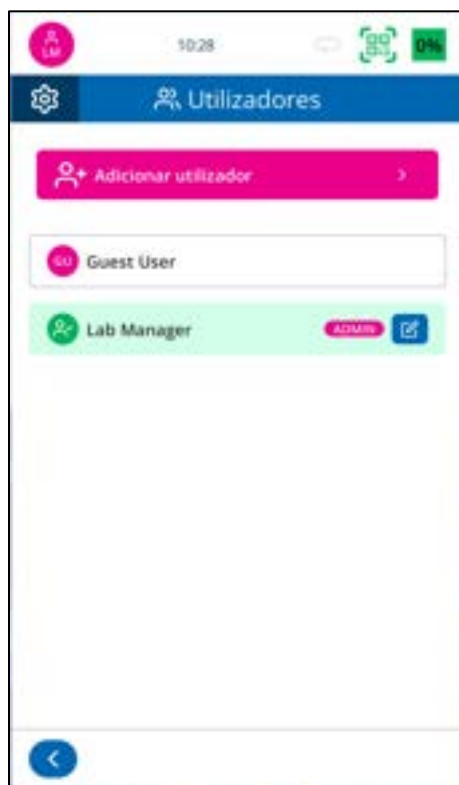 LM
10:28
0%
Utilizadores
Adicionar utilizador
GU Guest User
Lab Manager ADMIN